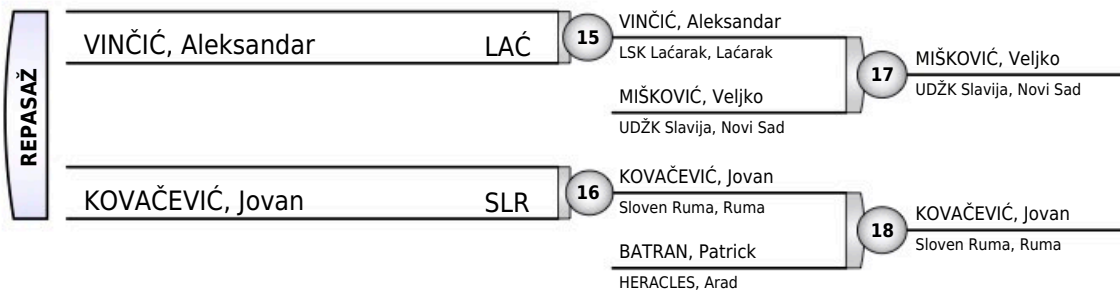 REPASAŽ
VINČIĆ, Aleksandar LAĆ
15
VINČIĆ, Aleksandar
LSK Laćarak, Laćarak
MIŠKOVIĆ, Veljko
UDŽK Slavija, Novi Sad
17
MIŠKOVIĆ, Veljko
UDŽK Slavija, Novi Sad
KOVAČEVIĆ, Jovan SLR
16
KOVAČEVIĆ, Jovan
Sloven Ruma, Ruma
BATRAN, Patrick
HERACLES, Arad
18
KOVAČEVIĆ, Jovan
Sloven Ruma, Ruma